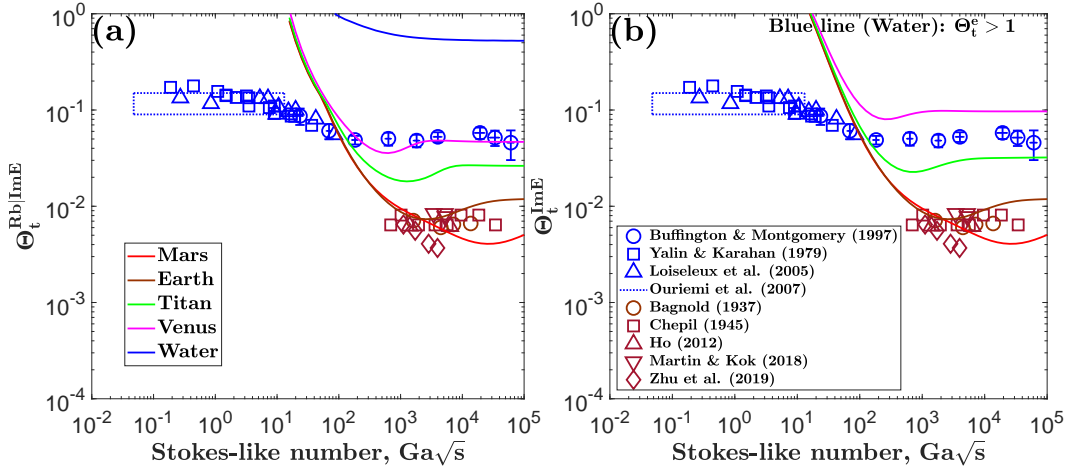 (a)
10^0
10^-1
10^-2
10^-3
10^-4
Θ_t^Rb|ImE
Mars
Earth
Titan
Venus
Water
10^-2 10^-1 10^0 10^1 10^2 10^3 10^4 10^5
Stokes-like number, Ga√s
(b)
Blue line (Water): Θ_t^e > 1
10^0
10^-1
10^-2
10^-3
10^-4
Θ_t^ImE
Buffington & Montgomery (1997)
Yalin & Karahan (1979)
Loiseleux et al. (2005)
Ouriemi et al. (2007)
Bagnold (1937)
Chepil (1945)
Ho (2012)
Martin & Kok (2018)
Zhu et al. (2019)
10^-2 10^-1 10^0 10^1 10^2 10^3 10^4 10^5
Stokes-like number, Ga√s